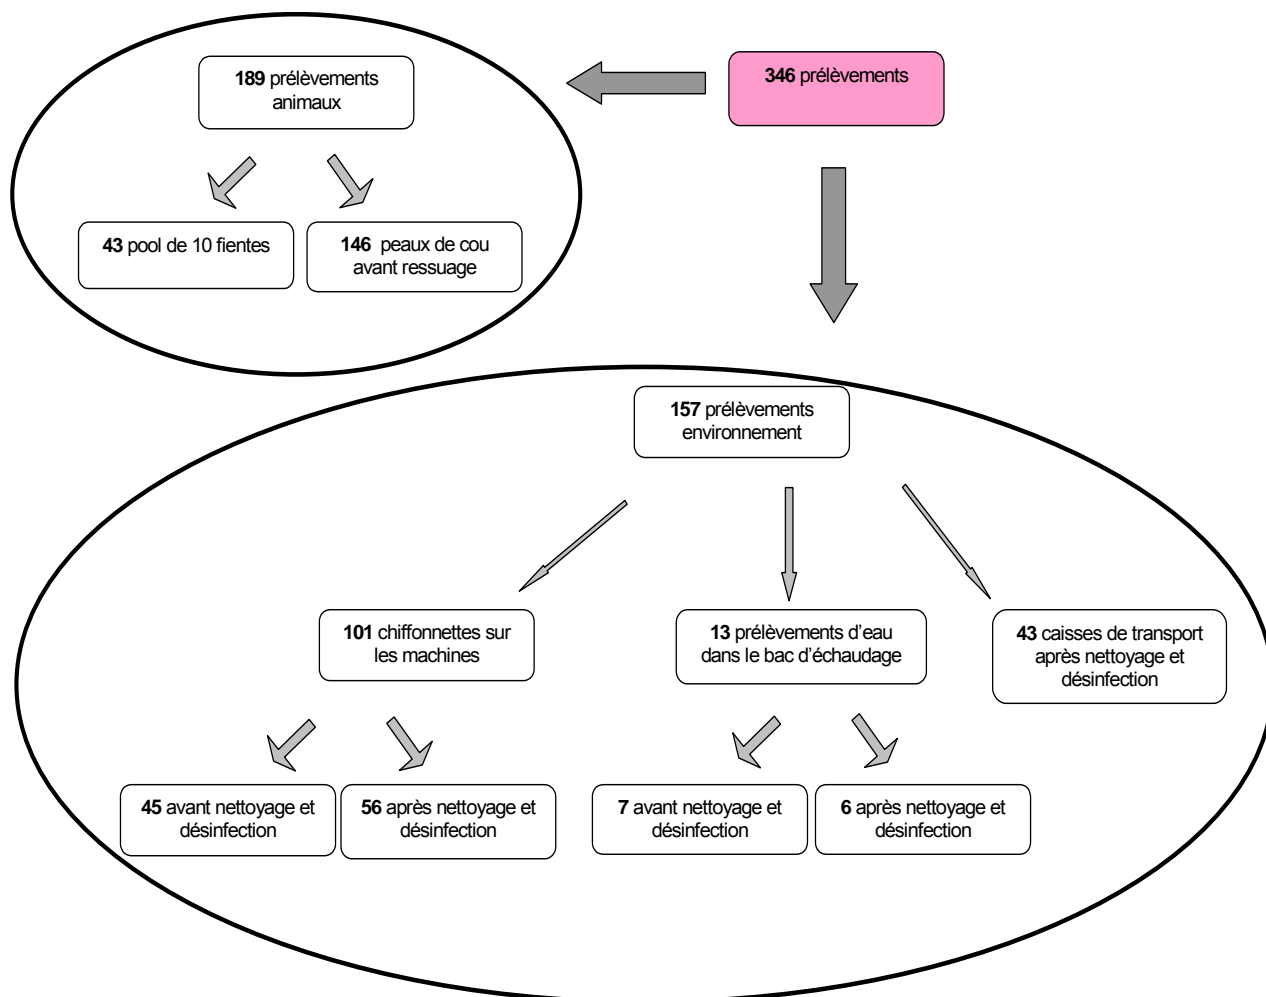 189 prélèvements
animaux
346 prélèvements
43 pool de 10 fientes
146 peaux de cou
avant ressuage
157 prélèvements
environnement
101 chiffonnettes sur
les machines
13 prélèvements d'eau
dans le bac d'échaudage
43 caisses de transport
après nettoyage et
désinfection
45 avant nettoyage et
désinfection
56 après nettoyage et
désinfection
7 avant nettoyage et
désinfection
6 après nettoyage et
désinfection